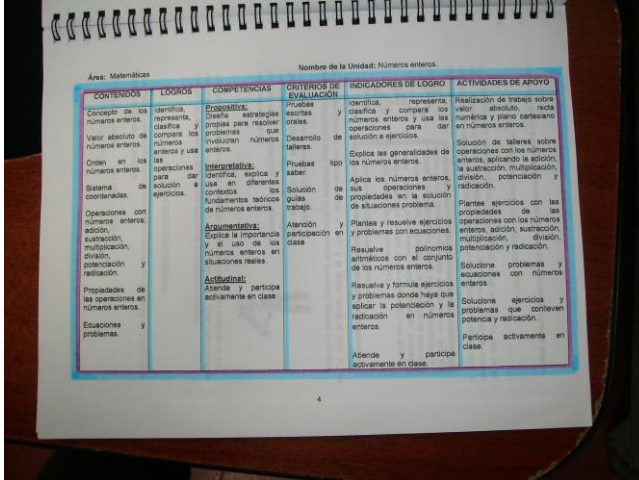 Nombre de la Unidad: Números enteros.
Área: Matemáticas
CONTENIDOS
Concepto de los
números enteros.
Valor absoluto de
números enteros.
Orden en los
números enteros.
Sistema de
coordenadas.
Operaciones con
números enteros:
adición,
sustracción,
multiplicación,
división,
potenciación y
radicación.
Propiedades de
las operaciones en
números enteros.
Ecuaciones y
problemas.
LOGROS
Identifica,
representa,
clasifica y
compara los
números
enteros y usa
las
operaciones
para dar
solución a
ejercicios.
COMPETENCIAS
Propositiva:
Diseña estrategias
propias para resolver
problemas que
involucran números
enteros.
Interpretativa:
Identifica, explica y
usa en diferentes
contextos los
fundamentos teóricos
de números enteros.
Argumentativa:
Explica la importancia
y el uso de los
números enteros en
situaciones reales.
Actitudinal:
Atiende y participa
activamente en clase
CRITERIOS DE
EVALUACIÓN
Pruebas
escritas y
orales.
Desarrollo de
talleres.
Pruebas tipo
saber.
Solución de
guías de
trabajo.
Atención y
participación en
clase
INDICADORES DE LOGRO
Identifica, representa,
clasifica y compara los
números enteros y usa las
operaciones para dar
solución a ejercicios.
Explica las generalidades de
los números enteros.
Aplica los números enteros,
sus operaciones y
propiedades en la solución
de situaciones problema.
Plantea y resuelve ejercicios
y problemas con ecuaciones.
Resuelve polinomios
aritméticos con el conjunto
de los números enteros.
Resuelve y formula ejercicios
y problemas donde haya que
aplicar la potenciación y la
radicación en números
enteros.
Atiende y participa
activamente en clase.
ACTIVIDADES DE APOYO
Realización de trabajo sobre
valor absoluto, recta
numérica y plano cartesiano
en números enteros.
Solución de talleres sobre
operaciones con los números
enteros, aplicando la adición,
la sustracción, multiplicación,
división, potenciación y
radicación.
Plantee ejercicios con las
propiedades de las
operaciones con los números
enteros, adición, sustracción,
multiplicación, división,
potenciación y radicación.
Solucione problemas y
ecuaciones con números
enteros.
Solucione ejercicios y
problemas que conlleven
potencia y radicación.
Participe activamente en
clase.
4